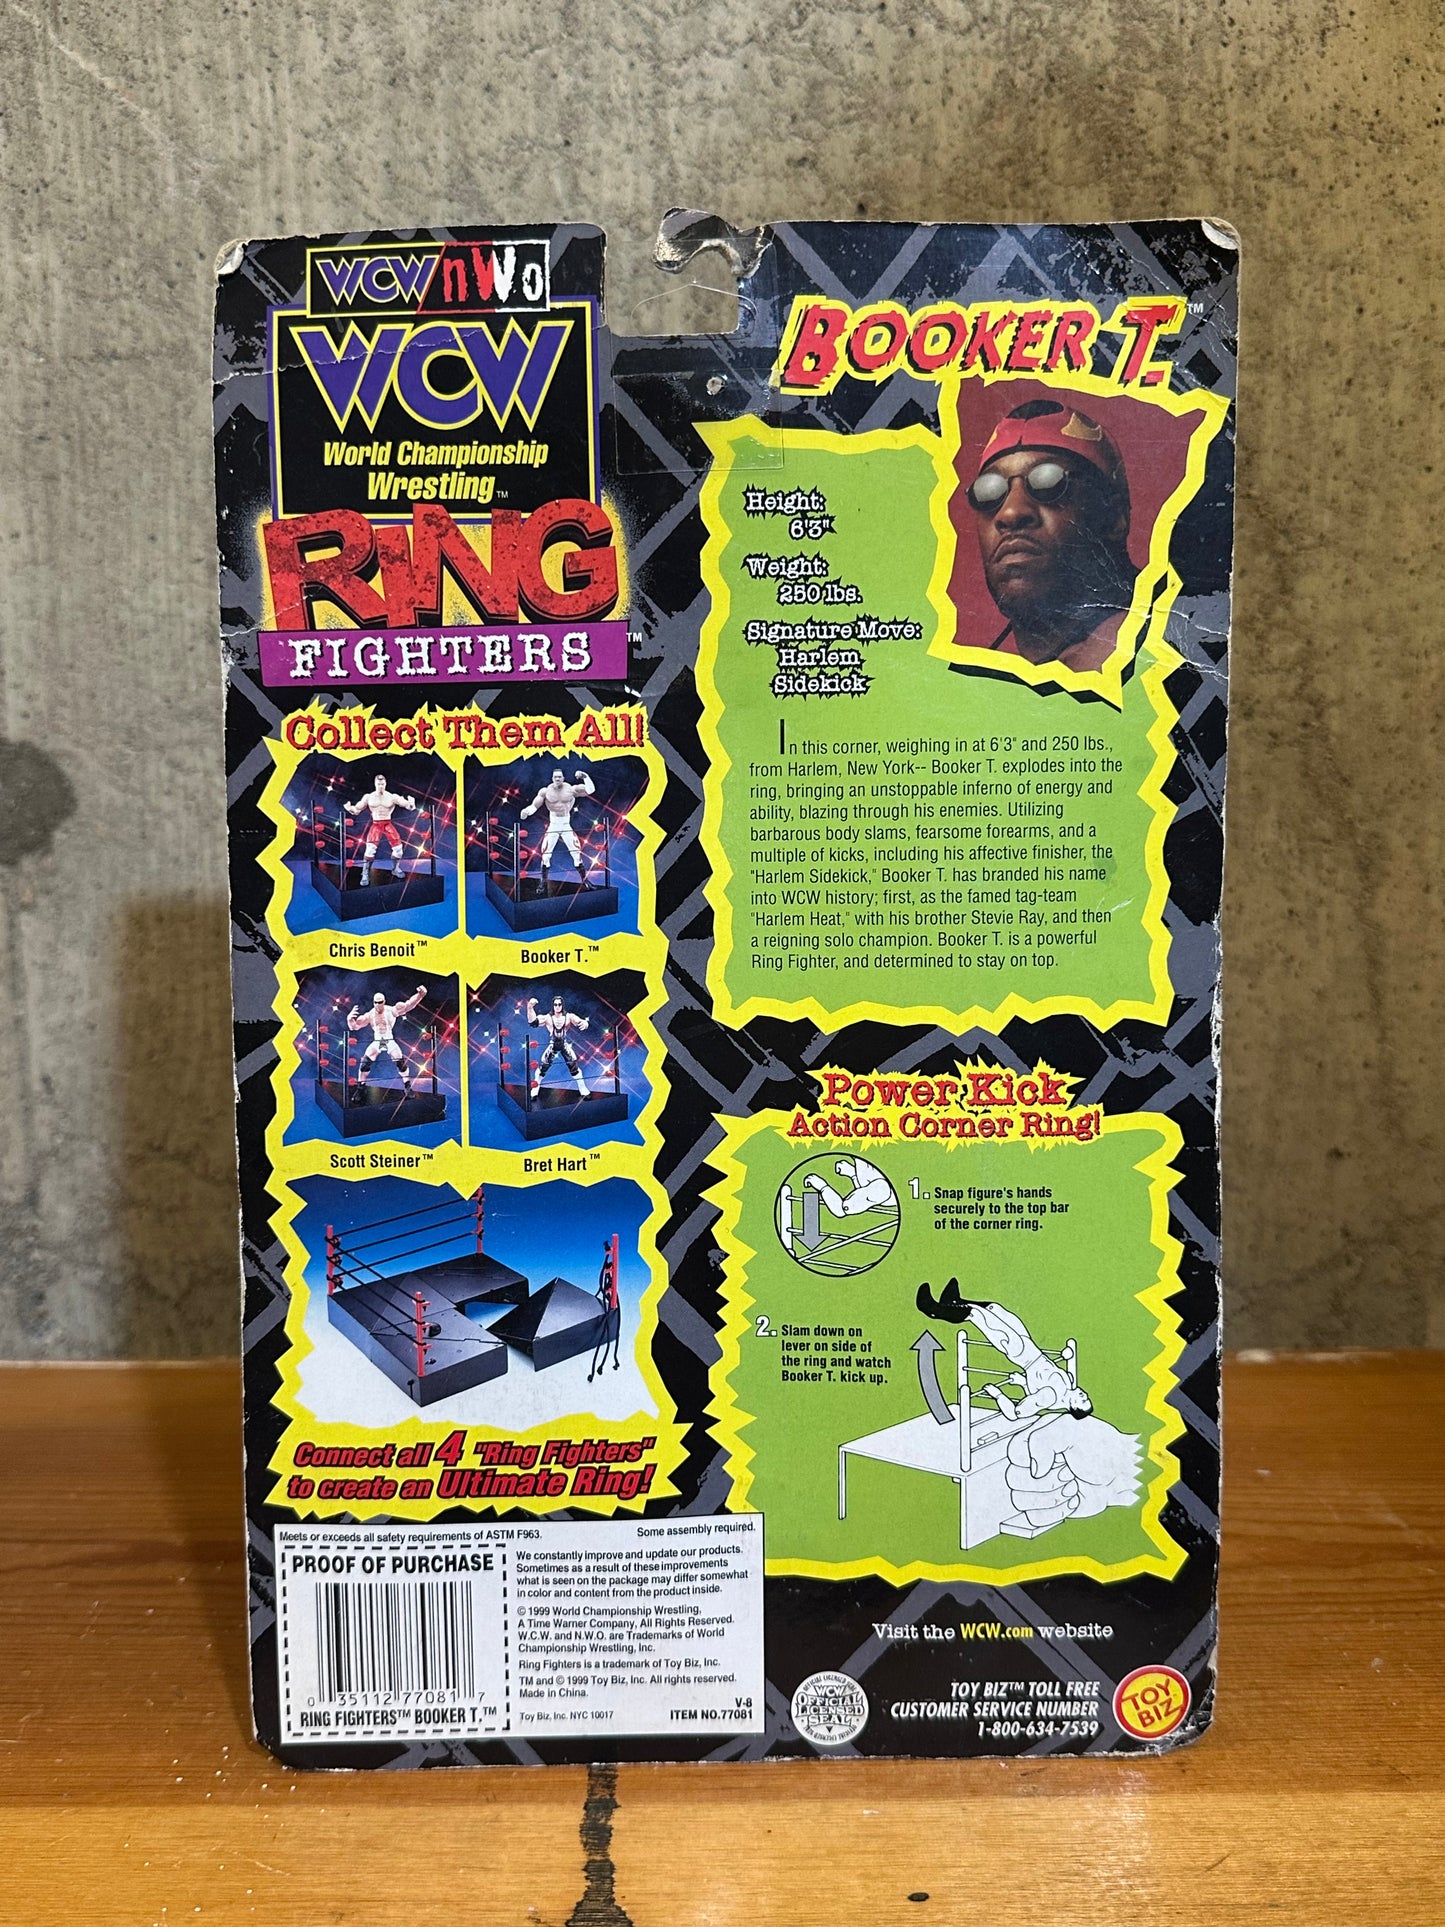 WCW/nWo
WCW
World Championship
Wrestling™
RING
FIGHTERS™
Collect Them All!
Chris Benoit™
Booker T.™
Scott Steiner™
Bret Hart™
Connect all 4 "Ring Fighters"
to create an Ultimate Ring!
Meets or exceeds all safety requirements of ASTM F963.
Some assembly required.
PROOF OF PURCHASE
0 35112 77081 7
RING FIGHTERS™ BOOKER T.™
We constantly improve and update our products.
Sometimes as a result of these improvements
what is seen on the package may differ somewhat
in color and content from the product inside.
© 1999 World Championship Wrestling,
A Time Warner Company, All Rights Reserved.
W.C.W. and N.W.O. are Trademarks of World
Championship Wrestling, Inc.
Ring Fighters is a trademark of Toy Biz, Inc.
TM and © 1999 Toy Biz, Inc. All rights reserved.
Made in China.
Toy Biz, Inc. NYC 10017
V-8
ITEM NO.77081
BOOKER T.™
Height:
6'3"
Weight:
250 lbs.
Signature Move:
Harlem
Sidekick
In this corner, weighing in at 6'3" and 250 lbs.,
from Harlem, New York-- Booker T. explodes into the
ring, bringing an unstoppable inferno of energy and
ability, blazing through his enemies. Utilizing
barbarous body slams, fearsome forearms, and a
multiple of kicks, including his affective finisher, the
"Harlem Sidekick," Booker T. has branded his name
into WCW history; first, as the famed tag-team
"Harlem Heat," with his brother Stevie Ray, and then
a reigning solo champion. Booker T. is a powerful
Ring Fighter, and determined to stay on top.
Power Kick
Action Corner Ring!
1. Snap figure's hands
securely to the top bar
of the corner ring.
2. Slam down on
lever on side of
the ring and watch
Booker T. kick up.
Visit the WCW.com website
WCW
OFFICIAL
LICENSED
SEAL
TOY BIZ™ TOLL FREE
CUSTOMER SERVICE NUMBER
1-800-634-7539
TOY
BIZ